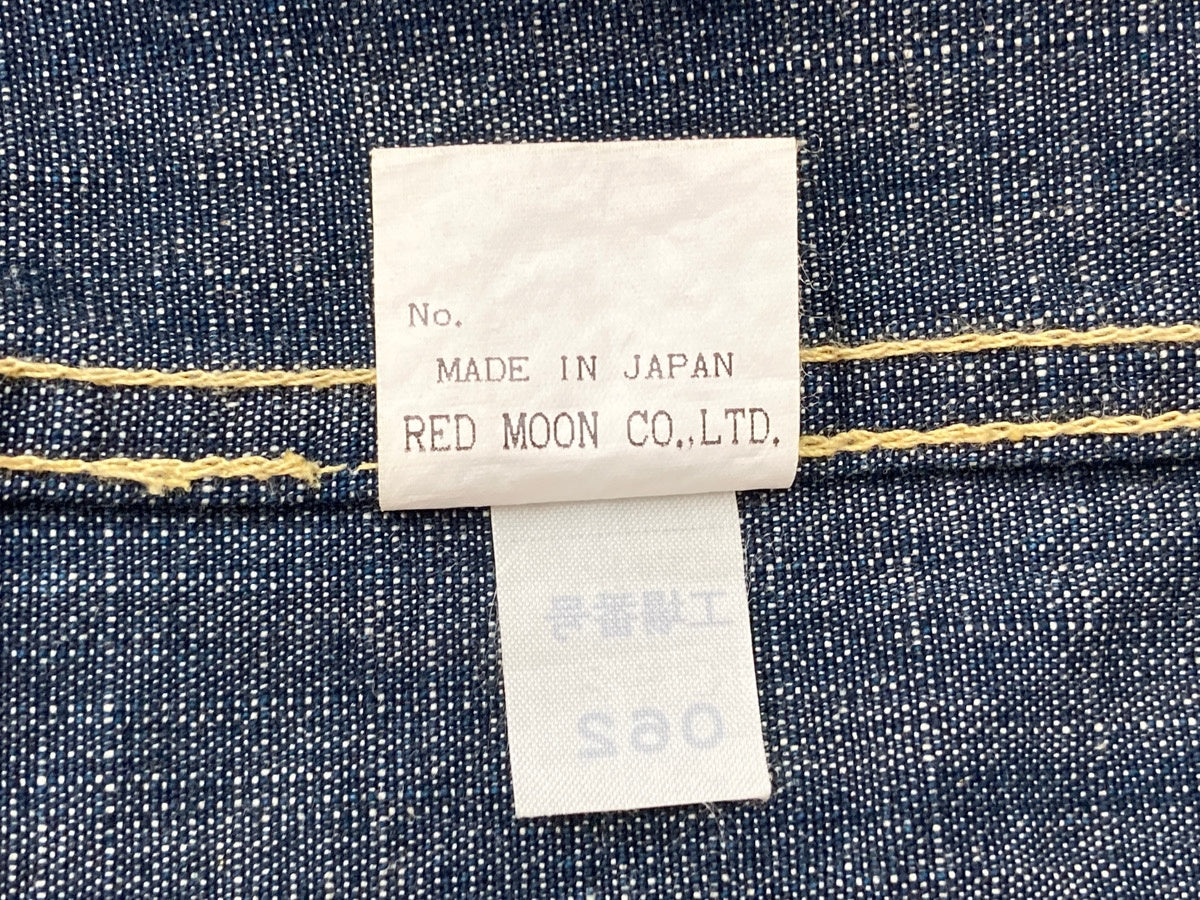 No.
MADE IN JAPAN
RED MOON CO.,LTD.
工場番号
062